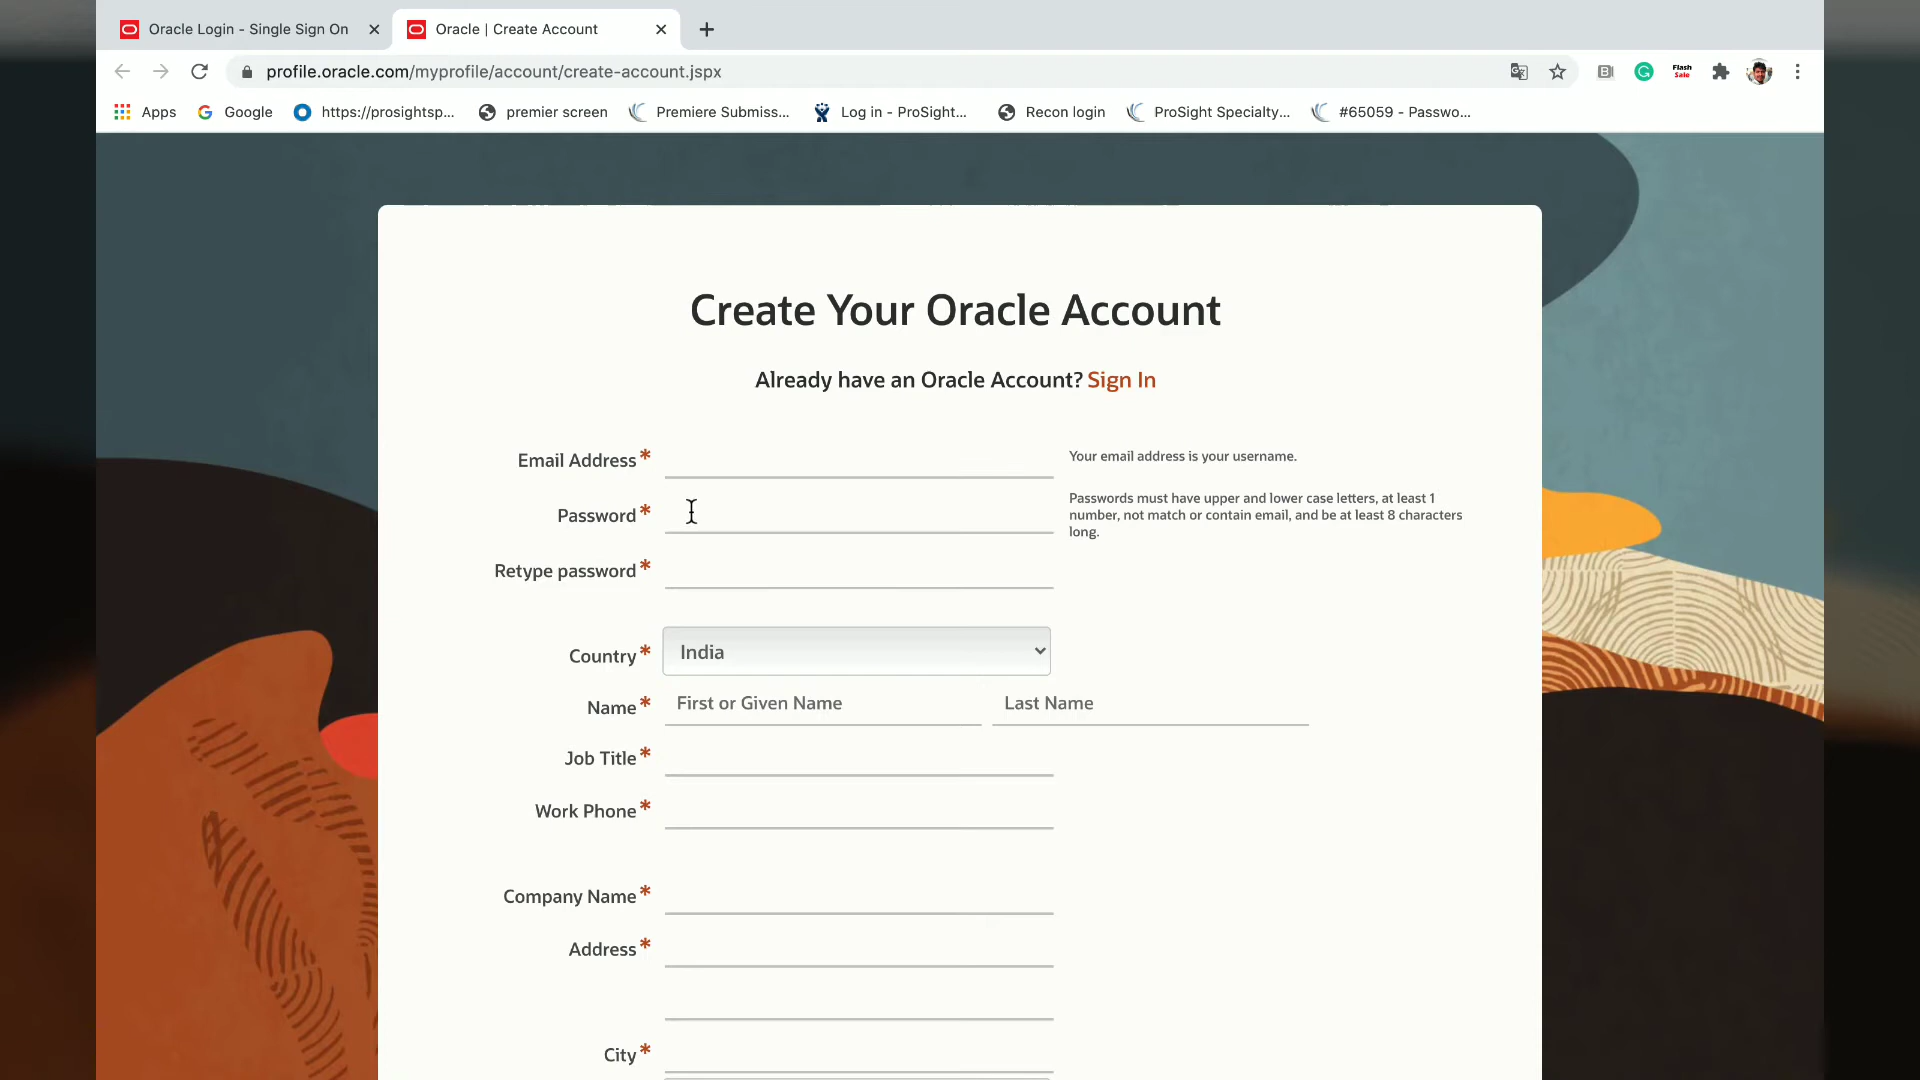 Oracle Login - Single Sign On
Oracle | Create Account
profile.oracle.com/myprofile/account/create-account.jspx
Flash
Sale
Apps
Google
https://prosightsp...
premier screen
Premiere Submiss...
Log in - ProSight...
Recon login
ProSight Specialty...
#65059 - Passwo...
Create Your Oracle Account
Already have an Oracle Account? Sign In
Email Address*
Your email address is your username.
Password*
Passwords must have upper and lower case letters, at least 1
number, not match or contain email, and be at least 8 characters
long.
Retype password*
Country*
India
Name*
First or Given Name
Last Name
Job Title*
Work Phone*
Company Name*
Address*
City*